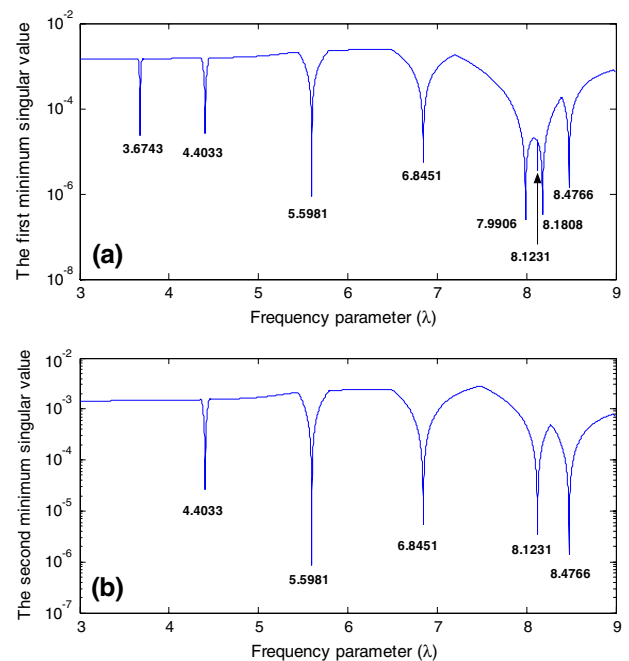 The first minimum singular value
10⁻²
10⁻⁴
10⁻⁶
10⁻⁸
3.6743
4.4033
5.5981
6.8451
7.9906
8.1231
8.1808
8.4766
(a)
3 4 5 6 7 8 9
Frequency parameter (λ)
The second minimum singular value
10⁻²
10⁻³
10⁻⁴
10⁻⁵
10⁻⁶
10⁻⁷
4.4033
5.5981
6.8451
8.1231
8.4766
(b)
3 4 5 6 7 8 9
Frequency parameter (λ)